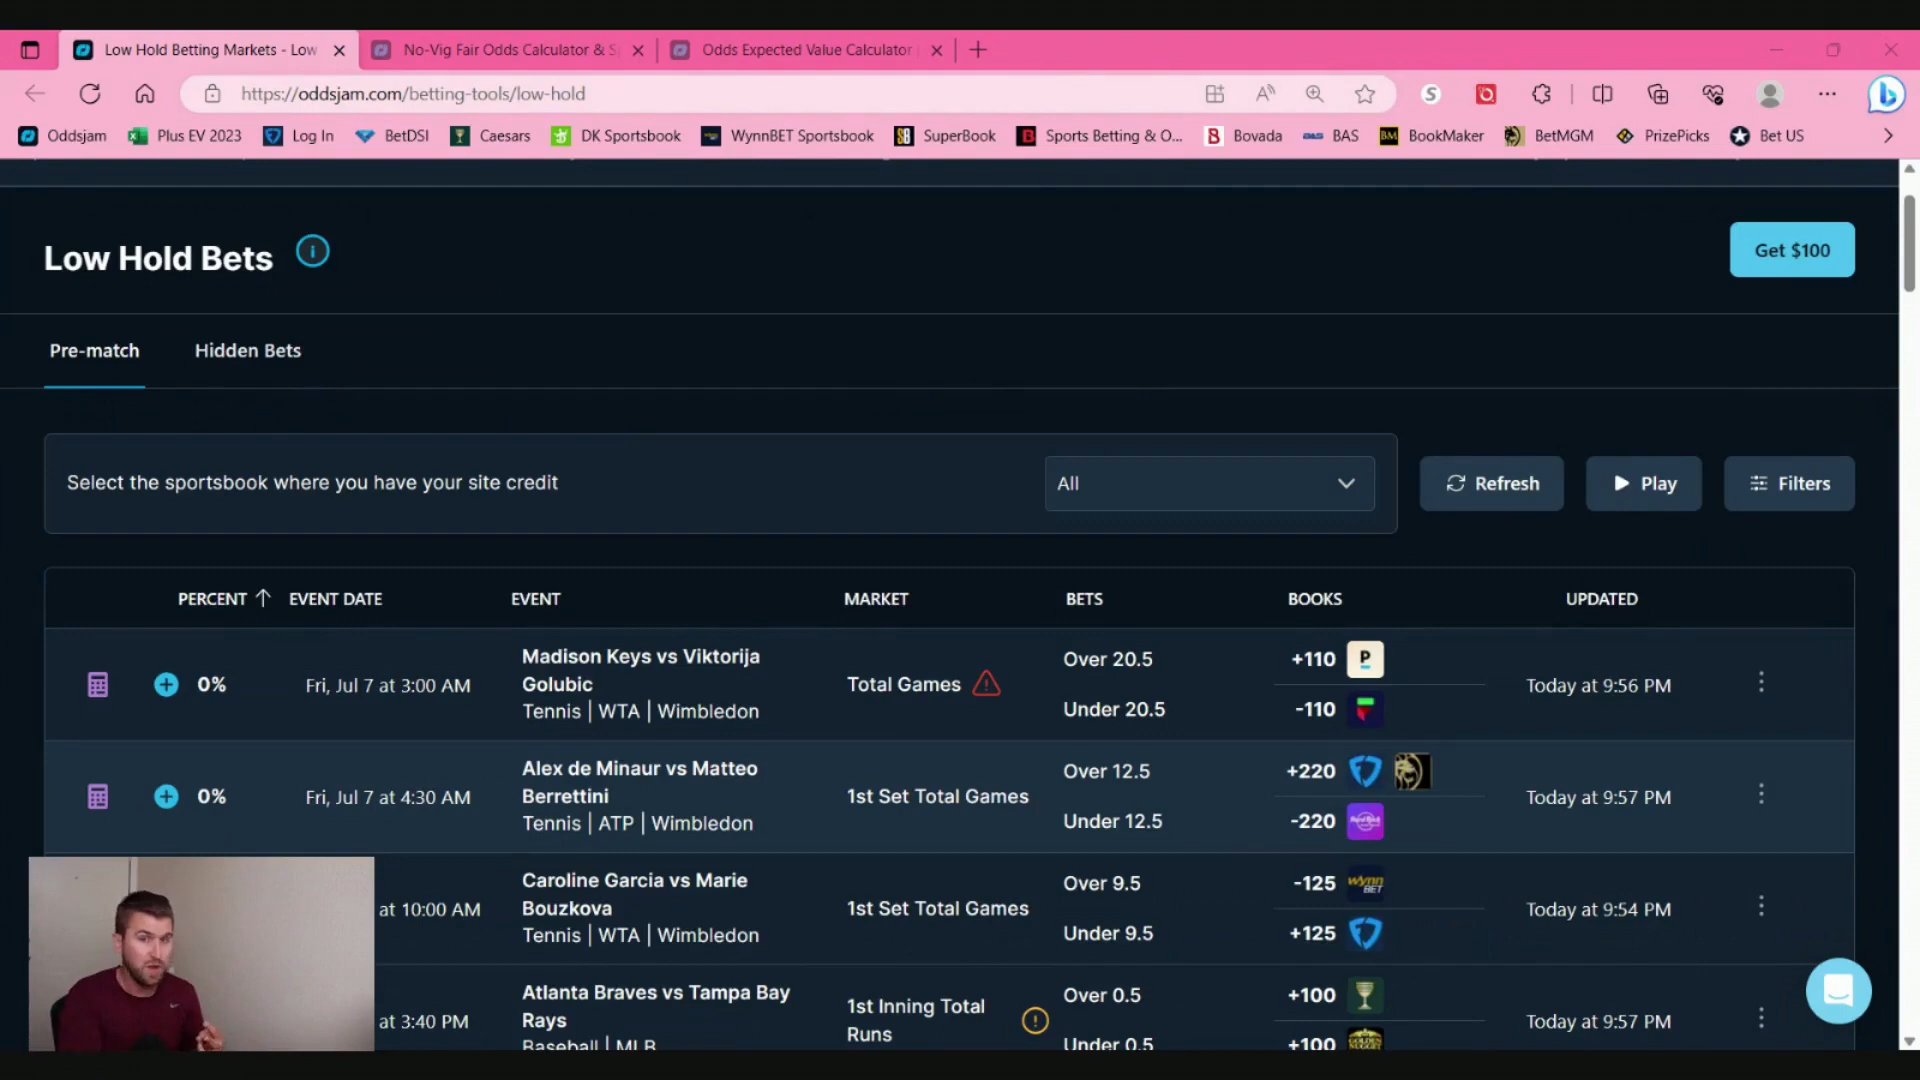 Low Hold Betting Markets - Low
No-Vig Fair Odds Calculator & S
Odds Expected Value Calculator
https://oddsjam.com/betting-tools/low-hold
Oddsjam
Plus EV 2023
Log In
BetDSI
Caesars
DK Sportsbook
WynnBET Sportsbook
SuperBook
Sports Betting & O...
Bovada
BAS
BookMaker
BetMGM
PrizePicks
Bet US
Low Hold Bets
Get $100
Pre-match
Hidden Bets
Select the sportsbook where you have your site credit
All
Refresh
Play
Filters
PERCENT
EVENT DATE
EVENT
MARKET
BETS
BOOKS
UPDATED
0%
Fri, Jul 7 at 3:00 AM
Madison Keys vs Viktorija
Golubic
Tennis | WTA | Wimbledon
Total Games
Over 20.5
Under 20.5
+110
-110
Today at 9:56 PM
0%
Fri, Jul 7 at 4:30 AM
Alex de Minaur vs Matteo
Berrettini
Tennis | ATP | Wimbledon
1st Set Total Games
Over 12.5
Under 12.5
+220
-220
Today at 9:57 PM
at 10:00 AM
Caroline Garcia vs Marie
Bouzkova
Tennis | WTA | Wimbledon
1st Set Total Games
Over 9.5
Under 9.5
-125
WYNN
BET
+125
Today at 9:54 PM
at 3:40 PM
Atlanta Braves vs Tampa Bay
Rays
Baseball | MLB
1st Inning Total
Runs
Over 0.5
Under 0.5
+100
+100
Today at 9:57 PM